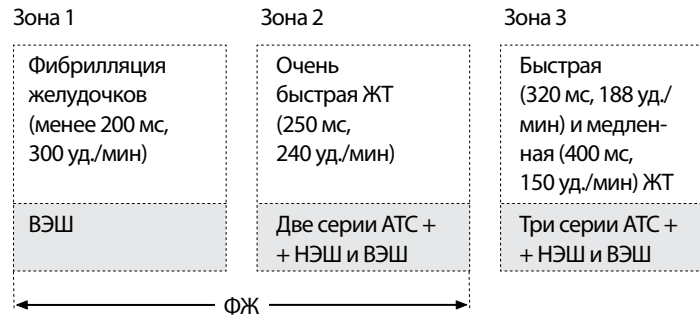 Зона 1
Зона 2
Зона 3
Фибрилляция
желудочков
(менее 200 мс,
300 уд./мин)
Очень
быстрая ЖТ
(250 мс,
240 уд./мин)
Быстрая
(320 мс, 188 уд./
мин) и медлен-
ная (400 мс,
150 уд./мин) ЖТ
ВЭШ
Две серии АТС +
+ НЭШ и ВЭШ
Три серии АТС +
+ НЭШ и ВЭШ
ФЖ